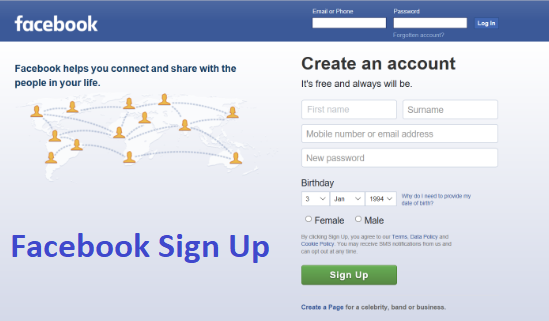 facebook
Email or Phone
Password
Log In
Forgotten account?
Facebook helps you connect and share with the
people in your life.
Create an account
It's free and always will be.
First name
Surname
Mobile number or email address
New password
Birthday
3 Jan 1994
Why do I need to provide my
date of birth?
Female Male
By clicking Sign Up, you agree to our Terms, Data Policy and
Cookie Policy. You may receive SMS notifications from us and
can opt out at any time.
Facebook Sign Up
Sign Up
Create a Page for a celebrity, band or business.